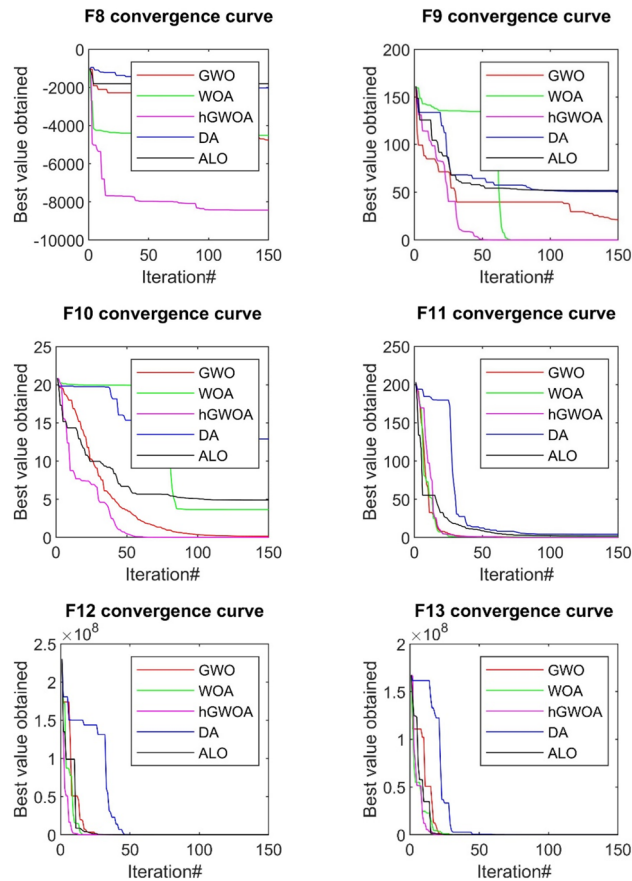 F8 convergence curve
0
-2000
-4000
-6000
-8000
-10000
Best value obtained
GWO
WOA
hGWOA
DA
ALO
0 50 100 150
Iteration#
F9 convergence curve
200
150
100
50
0
Best value obtained
GWO
WOA
hGWOA
DA
ALO
0 50 100 150
Iteration#
F10 convergence curve
25
20
15
10
5
0
Best value obtained
GWO
WOA
hGWOA
DA
ALO
0 50 100 150
Iteration#
F11 convergence curve
250
200
150
100
50
0
Best value obtained
GWO
WOA
hGWOA
DA
ALO
0 50 100 150
Iteration#
F12 convergence curve
×10⁸
2.5
2
1.5
1
0.5
0
Best value obtained
GWO
WOA
hGWOA
DA
ALO
0 50 100 150
Iteration#
F13 convergence curve
×10⁸
2
1.5
1
0.5
0
Best value obtained
GWO
WOA
hGWOA
DA
ALO
0 50 100 150
Iteration#